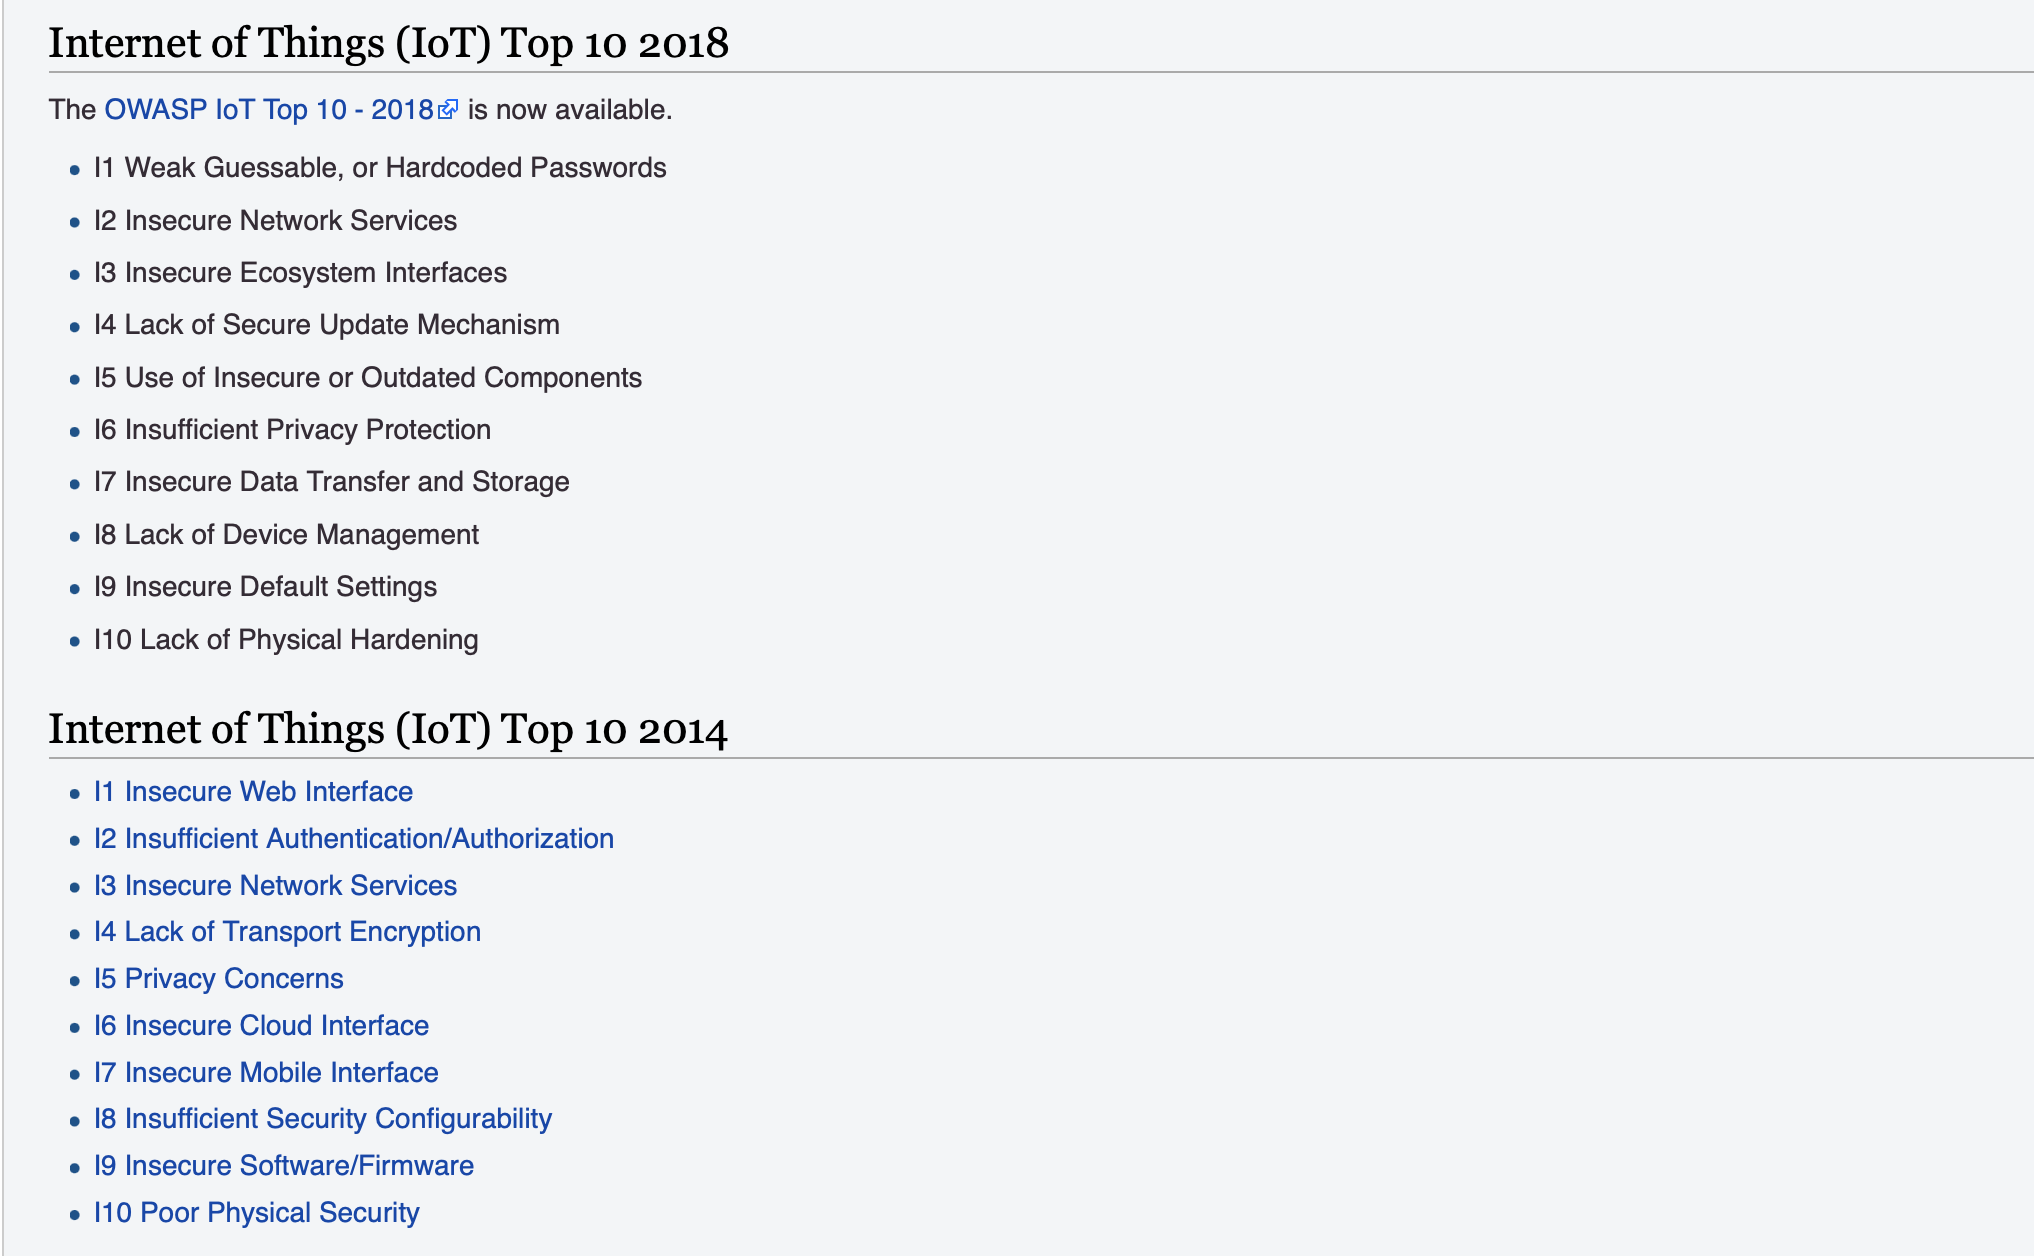 Internet of Things (IoT) Top 10 2018
The OWASP IoT Top 10 - 2018 is now available.
I1 Weak Guessable, or Hardcoded Passwords
I2 Insecure Network Services
I3 Insecure Ecosystem Interfaces
I4 Lack of Secure Update Mechanism
I5 Use of Insecure or Outdated Components
I6 Insufficient Privacy Protection
I7 Insecure Data Transfer and Storage
I8 Lack of Device Management
I9 Insecure Default Settings
I10 Lack of Physical Hardening
Internet of Things (IoT) Top 10 2014
I1 Insecure Web Interface
I2 Insufficient Authentication/Authorization
I3 Insecure Network Services
I4 Lack of Transport Encryption
I5 Privacy Concerns
I6 Insecure Cloud Interface
I7 Insecure Mobile Interface
I8 Insufficient Security Configurability
I9 Insecure Software/Firmware
I10 Poor Physical Security